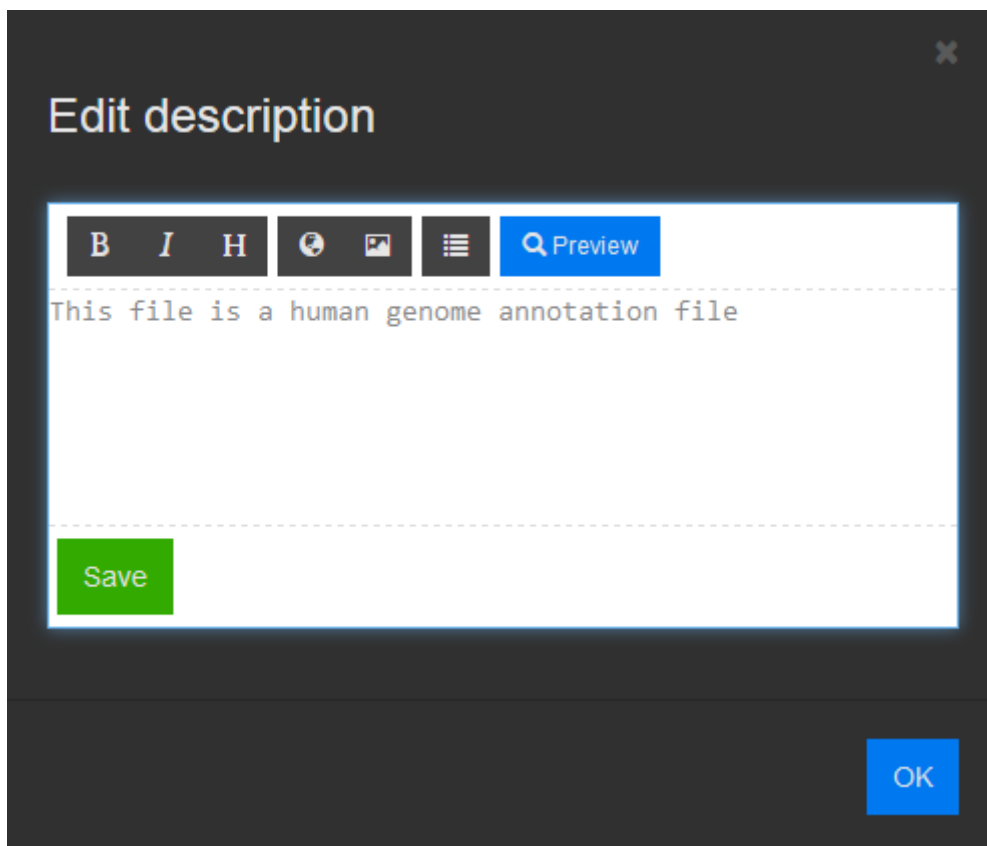 Edit description
B I H Preview
This file is a human genome annotation file
Save
OK